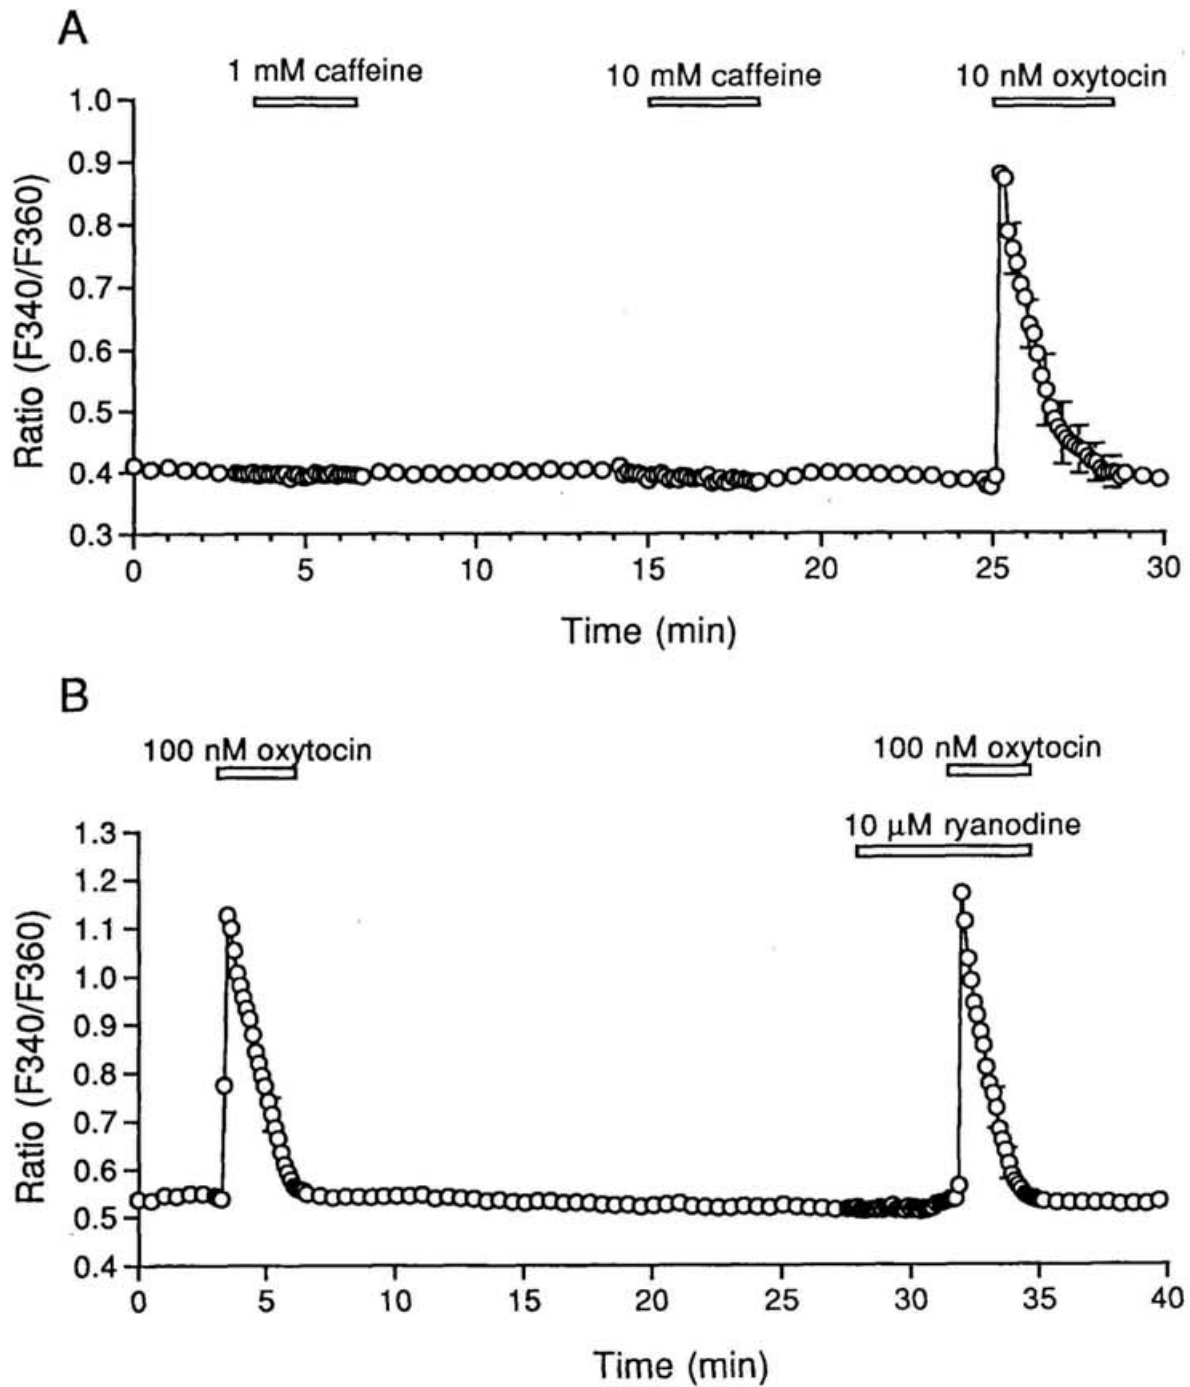 A
1 mM caffeine
10 mM caffeine
10 nM oxytocin
Ratio (F340/F360)
1.0
0.9
0.8
0.7
0.6
0.5
0.4
0.3
0 5 10 15 20 25 30
Time (min)
B
100 nM oxytocin
100 nM oxytocin
10 μM ryanodine
Ratio (F340/F360)
1.3
1.2
1.1
1.0
0.9
0.8
0.7
0.6
0.5
0.4
0 5 10 15 20 25 30 35 40
Time (min)